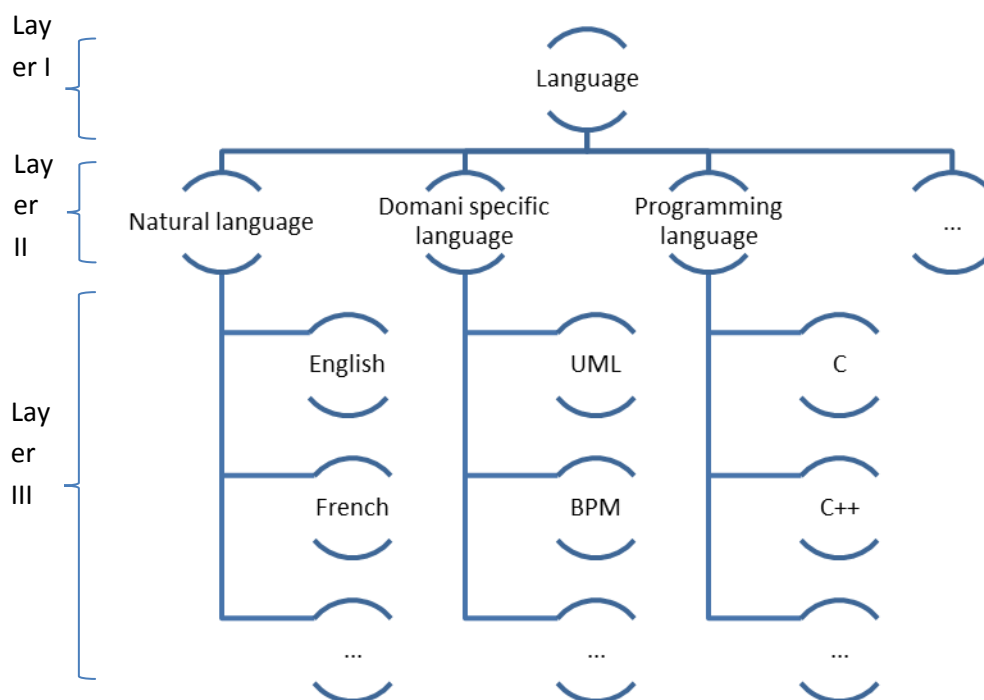 Lay
er I
Language
Lay
er
II
Natural language
Domani specific
language
Programming
language
...
Lay
er
III
English
UML
C
French
BPM
C++
...
...
...